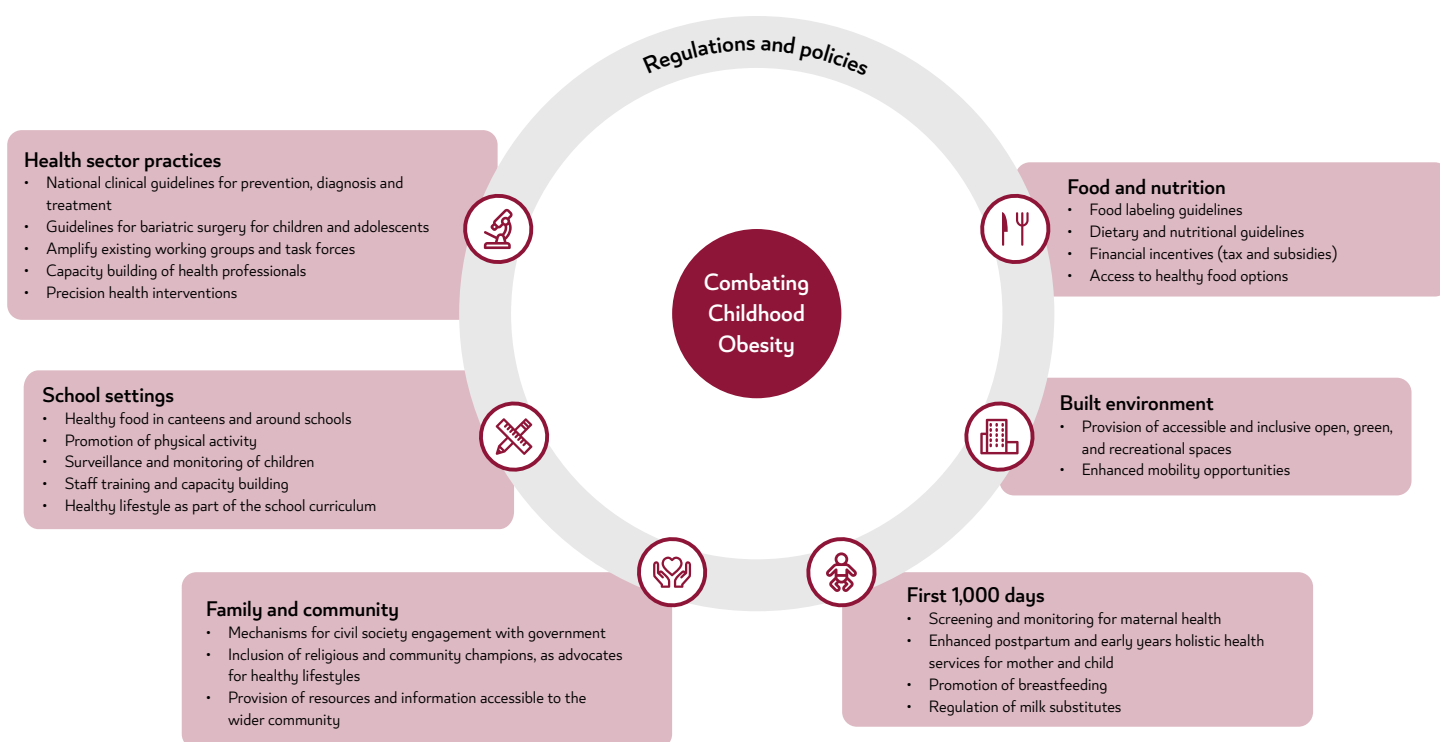 Regulations and policies
Health sector practices
• National clinical guidelines for prevention, diagnosis and
treatment
• Guidelines for bariatric surgery for children and adolescents
• Amplify existing working groups and task forces
• Capacity building of health professionals
• Precision health interventions
School settings
• Healthy food in canteens and around schools
• Promotion of physical activity
• Surveillance and monitoring of children
• Staff training and capacity building
• Healthy lifestyle as part of the school curriculum
Family and community
• Mechanisms for civil society engagement with government
• Inclusion of religious and community champions, as advocates
for healthy lifestyles
• Provision of resources and information accessible to the
wider community
Combating
Childhood
Obesity
Food and nutrition
• Food labeling guidelines
• Dietary and nutritional guidelines
• Financial incentives (tax and subsidies)
• Access to healthy food options
Built environment
• Provision of accessible and inclusive open, green,
and recreational spaces
• Enhanced mobility opportunities
First 1,000 days
• Screening and monitoring for maternal health
• Enhanced postpartum and early years holistic health
services for mother and child
• Promotion of breastfeeding
• Regulation of milk substitutes